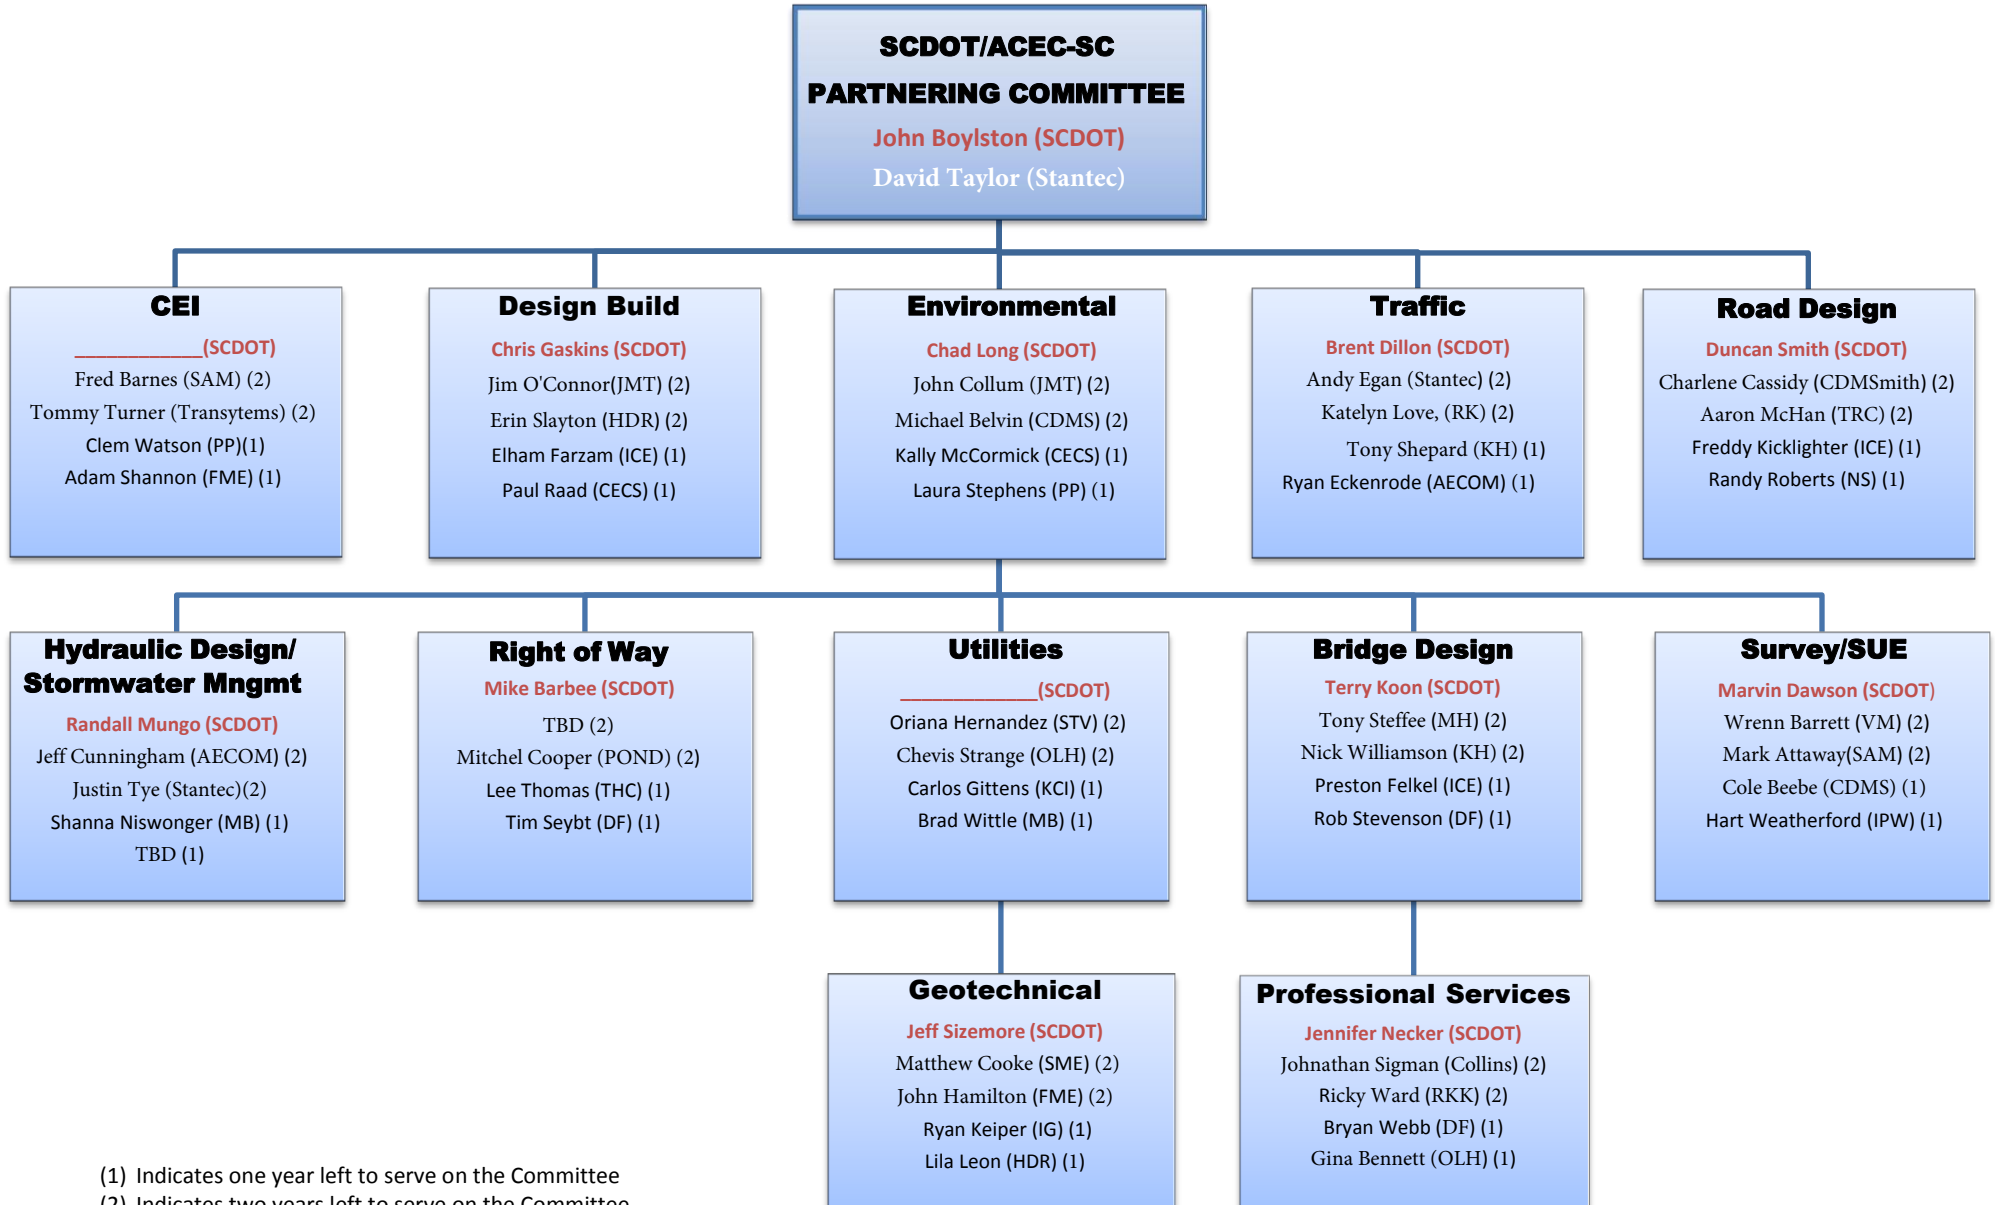 SCDOT/ACEC-SC
PARTNERING COMMITTEE
John Boylston (SCDOT)
David Taylor (Stantec)
CEI
____________(SCDOT)
Fred Barnes (SAM) (2)
Tommy Turner (Transytems) (2)
Clem Watson (PP)(1)
Adam Shannon (FME) (1)
Design Build
Chris Gaskins (SCDOT)
Jim O'Connor(JMT) (2)
Erin Slayton (HDR) (2)
Elham Farzam (ICE) (1)
Paul Raad (CECS) (1)
Environmental
Chad Long (SCDOT)
John Collum (JMT) (2)
Michael Belvin (CDMS) (2)
Kally McCormick (CECS) (1)
Laura Stephens (PP) (1)
Traffic
Brent Dillon (SCDOT)
Andy Egan (Stantec) (2)
Katelyn Love, (RK) (2)
Tony Shepard (KH) (1)
Ryan Eckenrode (AECOM) (1)
Road Design
Duncan Smith (SCDOT)
Charlene Cassidy (CDMSmith) (2)
Aaron McHan (TRC) (2)
Freddy Kicklighter (ICE) (1)
Randy Roberts (NS) (1)
Hydraulic Design/
Stormwater Mngmt
Randall Mungo (SCDOT)
Jeff Cunningham (AECOM) (2)
Justin Tye (Stantec)(2)
Shanna Niswonger (MB) (1)
TBD (1)
Right of Way
Mike Barbee (SCDOT)
TBD (2)
Mitchel Cooper (POND) (2)
Lee Thomas (THC) (1)
Tim Seybt (DF) (1)
Utilities
_____________(SCDOT)
Oriana Hernandez (STV) (2)
Chevis Strange (OLH) (2)
Carlos Gittens (KCI) (1)
Brad Wittle (MB) (1)
Bridge Design
Terry Koon (SCDOT)
Tony Steffee (MH) (2)
Nick Williamson (KH) (2)
Preston Felkel (ICE) (1)
Rob Stevenson (DF) (1)
Survey/SUE
Marvin Dawson (SCDOT)
Wrenn Barrett (VM) (2)
Mark Attaway(SAM) (2)
Cole Beebe (CDMS) (1)
Hart Weatherford (IPW) (1)
Geotechnical
Jeff Sizemore (SCDOT)
Matthew Cooke (SME) (2)
John Hamilton (FME) (2)
Ryan Keiper (IG) (1)
Lila Leon (HDR) (1)
Professional Services
Jennifer Necker (SCDOT)
Johnathan Sigman (Collins) (2)
Ricky Ward (RKK) (2)
Bryan Webb (DF) (1)
Gina Bennett (OLH) (1)
(1) Indicates one year left to serve on the Committee
(2) Indicates two years left to serve on the Committee